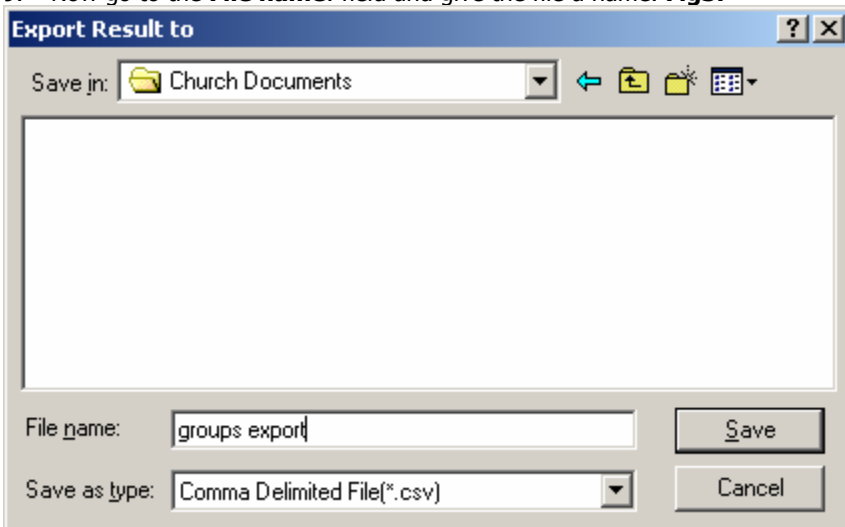 Export Result to
Save in: Church Documents
File name: groups export Save
Save as type: Comma Delimited File(*.csv) Cancel